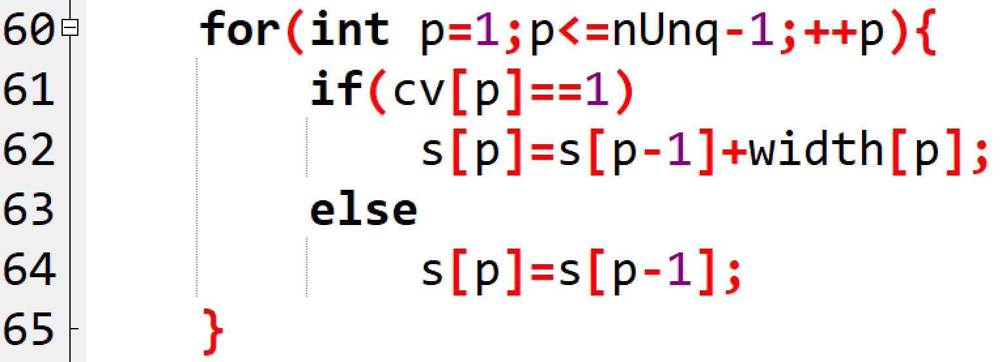 60 for(int p=1;p<=nUnq-1;++p){
61 if(cv[p]==1)
62 s[p]=s[p-1]+width[p];
63 else
64 s[p]=s[p-1];
65 }